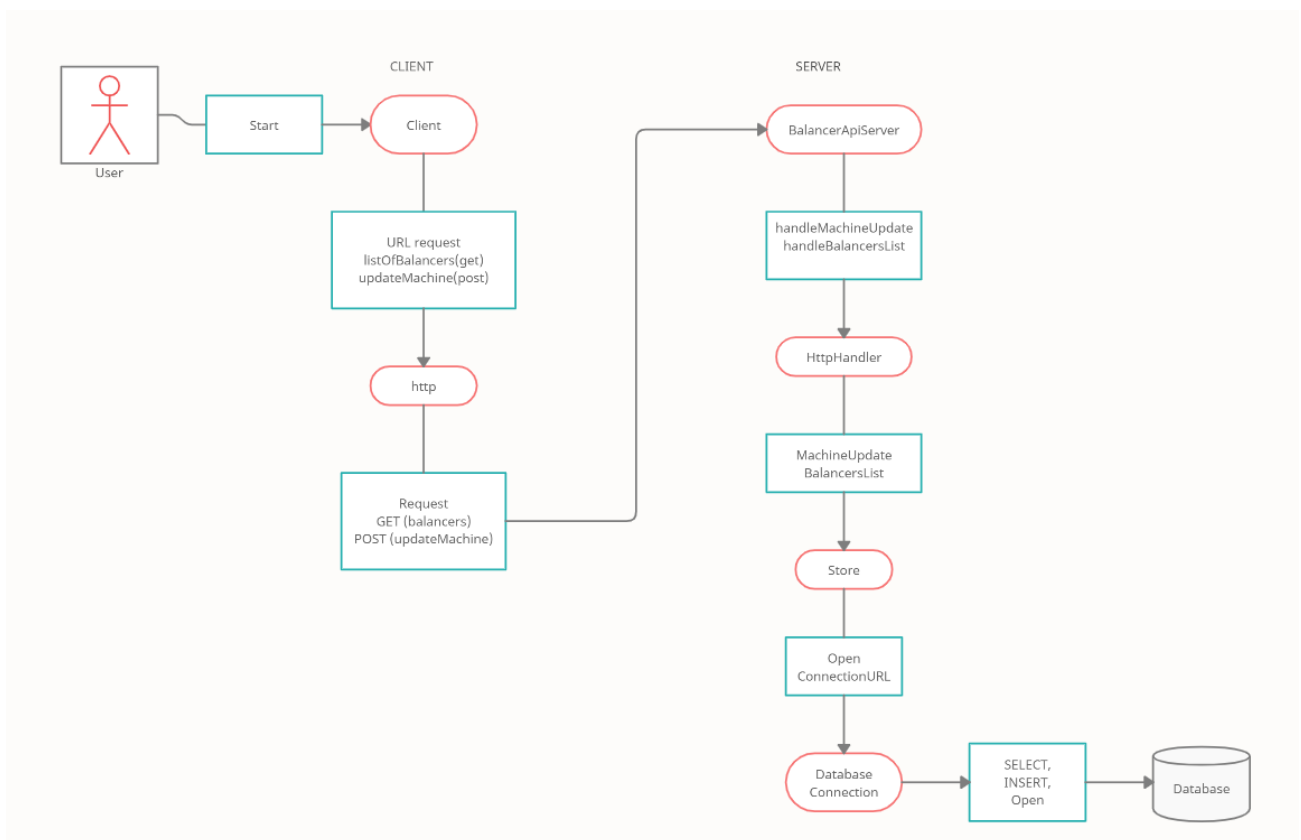 CLIENT
SERVER
User
Start
Client
URL request
listOfBalancers(get)
updateMachine(post)
http
Request
GET (balancers)
POST (updateMachine)
BalancerApiServer
handleMachineUpdate
handleBalancersList
HttpHandler
MachineUpdate
BalancersList
Store
Open
ConnectionURL
Database
Connection
SELECT,
INSERT,
Open
Database